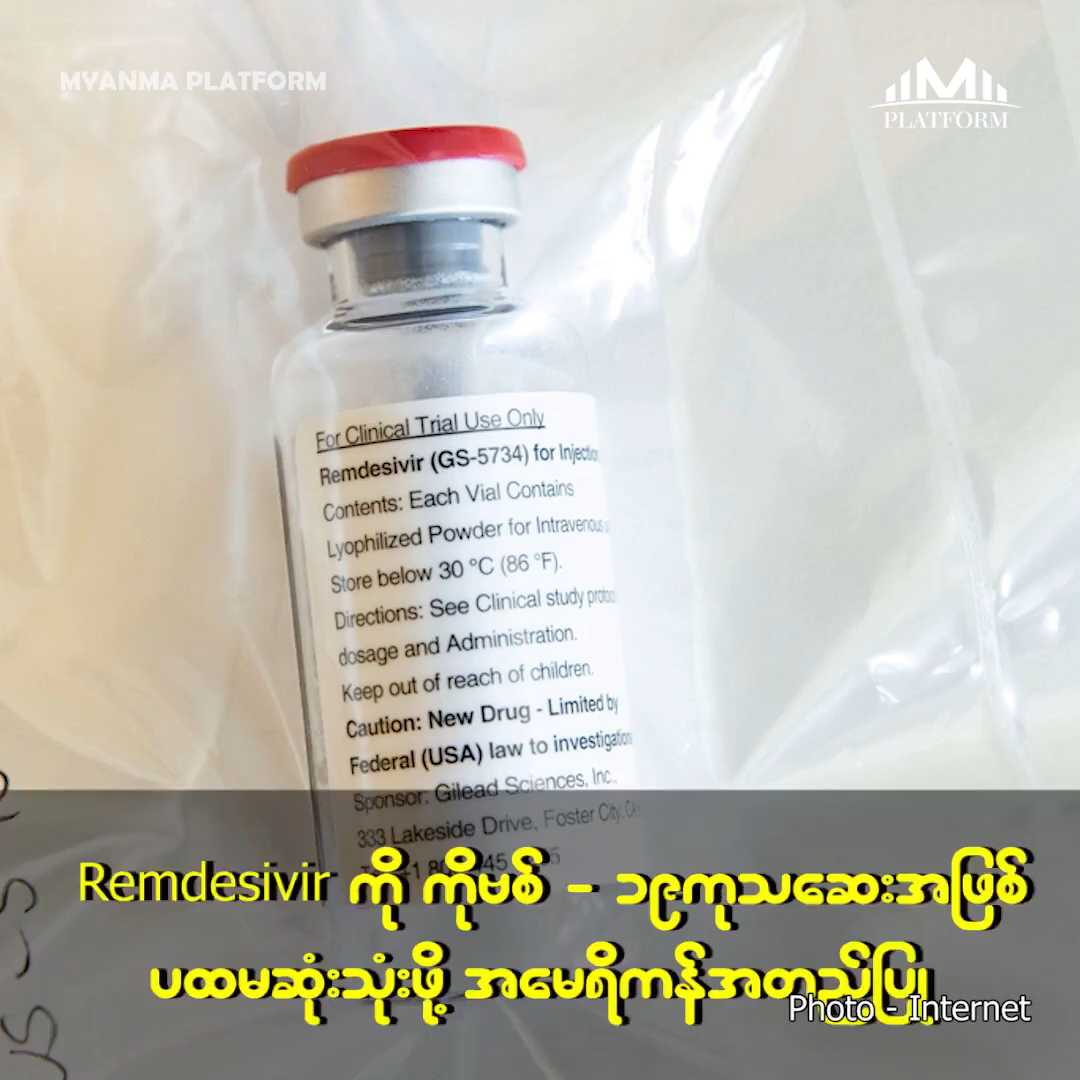 MYANMA PLATFORM
M
PLATFORM
For Clinical Trial Use Only
Remdesivir (GS-5734) for Injection
Contents: Each Vial Contains
Lyophilized Powder for Intravenous
Store below 30 °C (86 °F).
Directions: See Clinical study
dosage and Administration.
Keep out of reach of children.
Caution: New Drug - Limited by
Federal (USA) law to
Sponsor: Gilead Sciences, Inc.,
333 Lakeside Drive, Foster City,
Remdesivir ကို ကိုဗစ် - ၁၉ကုသဆေးအဖြစ်
ပထမဆုံးသုံးဖို့ အမေရိကန်အတည်ပြု
Photo - Internet